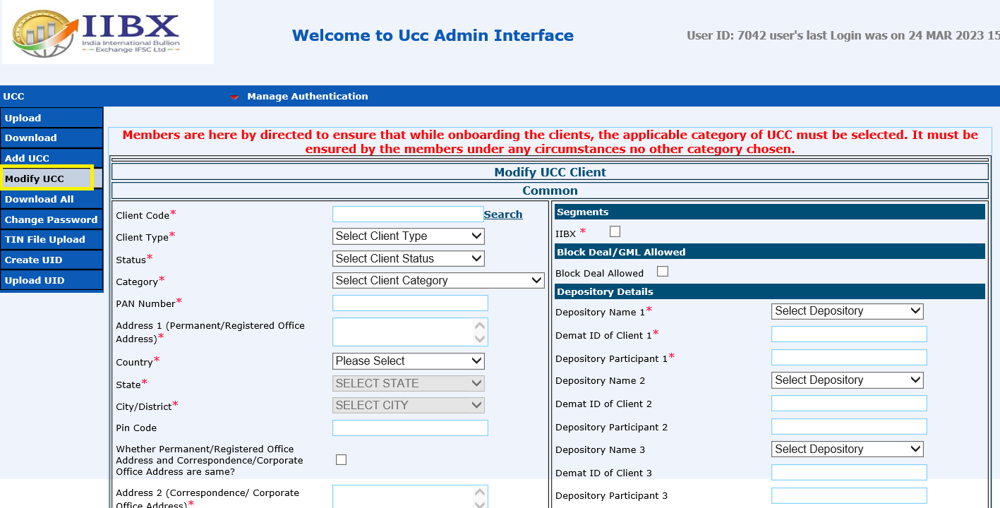 IIBX
India International Bullion
Exchange IFSC Ltd
Welcome to Ucc Admin Interface
User ID: 7042 user's last Login was on 24 MAR 2023 15
UCC
Manage Authentication
Upload
Download
Add UCC
Modify UCC
Download All
Change Password
TIN File Upload
Create UID
Upload UID
Members are here by directed to ensure that while onboarding the clients, the applicable category of UCC must be selected. It must be
ensured by the members under any circumstances no other category chosen.
Modify UCC Client
Common
Client Code* Search
Client Type* Select Client Type
Status* Select Client Status
Category* Select Client Category
PAN Number*
Address 1 (Permanent/Registered Office
Address)*
Country* Please Select
State* SELECT STATE
City/District* SELECT CITY
Pin Code
Whether Permanent/Registered Office
Address and Correspondence/Corporate
Office Address are same?
Address 2 (Correspondence/ Corporate
Office Address)*
Segments
IIBX *
Block Deal/GML Allowed
Block Deal Allowed
Depository Details
Depository Name 1* Select Depository
Demat ID of Client 1*
Depository Participant 1*
Depository Name 2 Select Depository
Demat ID of Client 2
Depository Participant 2
Depository Name 3 Select Depository
Demat ID of Client 3
Depository Participant 3